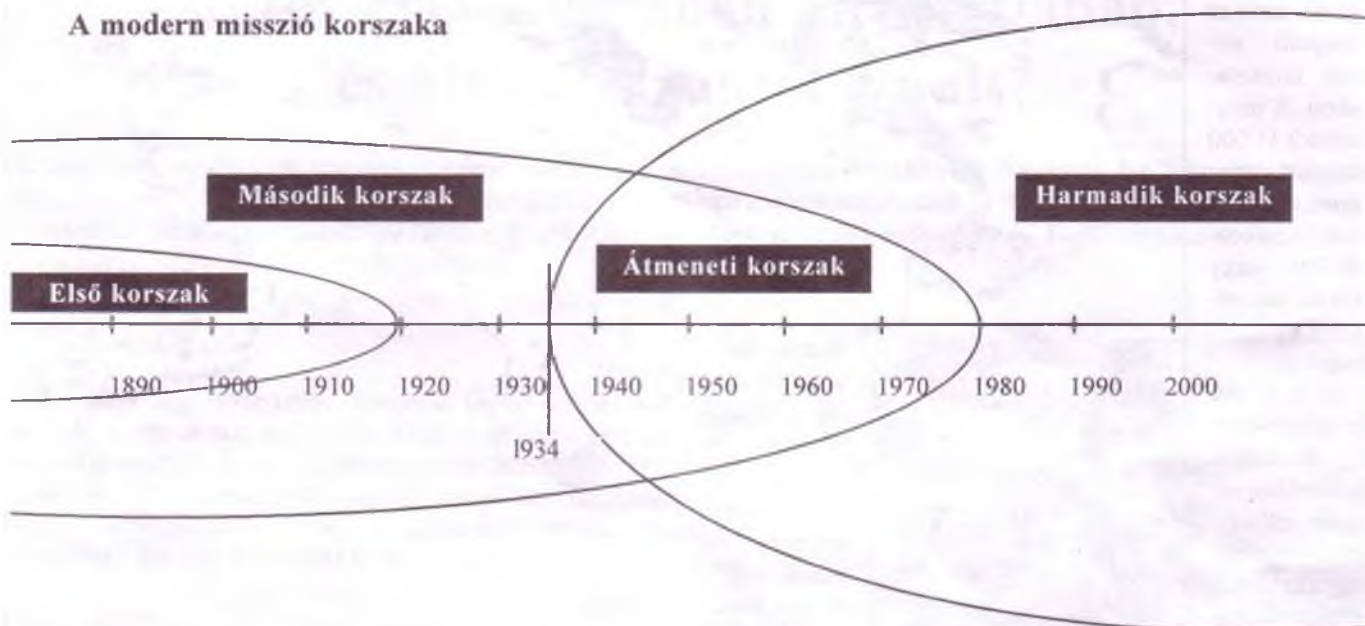 A modern misszió korszaka
Második korszak
Harmadik korszak
Átmeneti korszak
Első korszak
1890 1900 1910 1920 1930 1940 1950 1960 1970 1980 1990 2000
1934